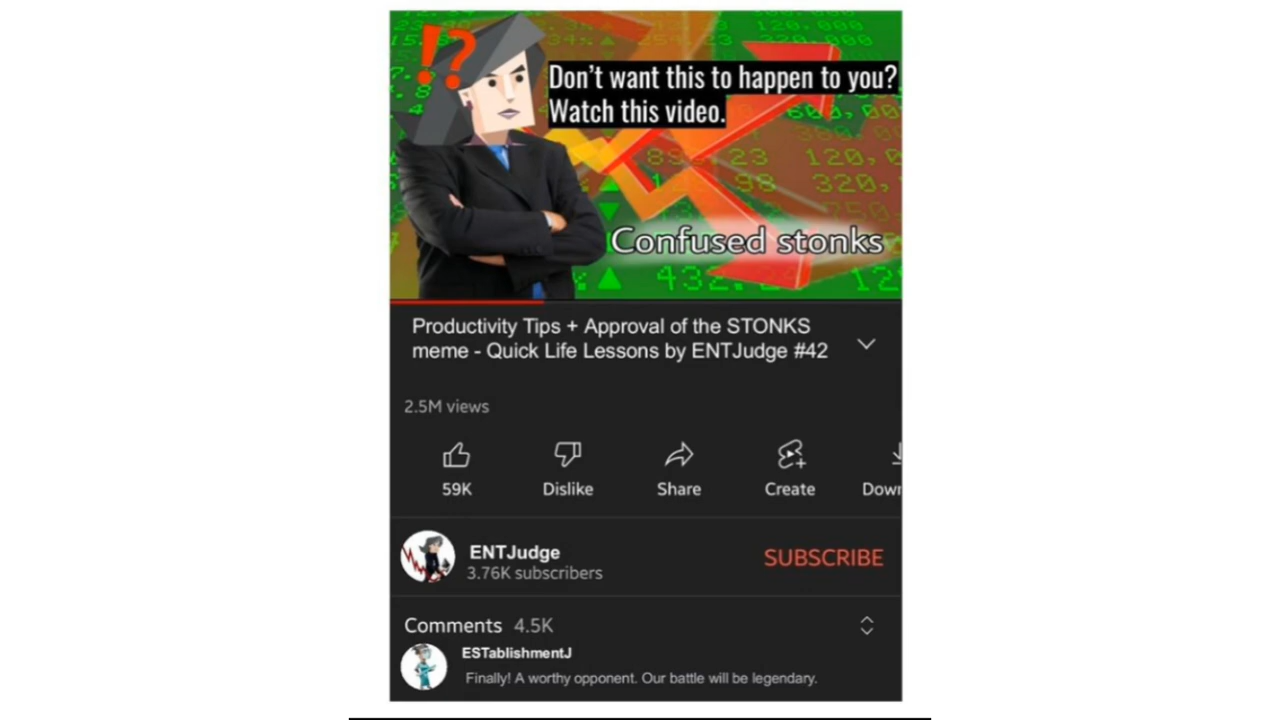 !?
Don't want this to happen to you?
Watch this video.
Confused stonks
Productivity Tips + Approval of the STONKS
meme - Quick Life Lessons by ENTJudge #42
2.5M views
59K
Dislike
Share
Create
Down
ENTJudge
3.76K subscribers
SUBSCRIBE
Comments 4.5K
ESTablishmentJ
Finally! A worthy opponent. Our battle will be legendary.